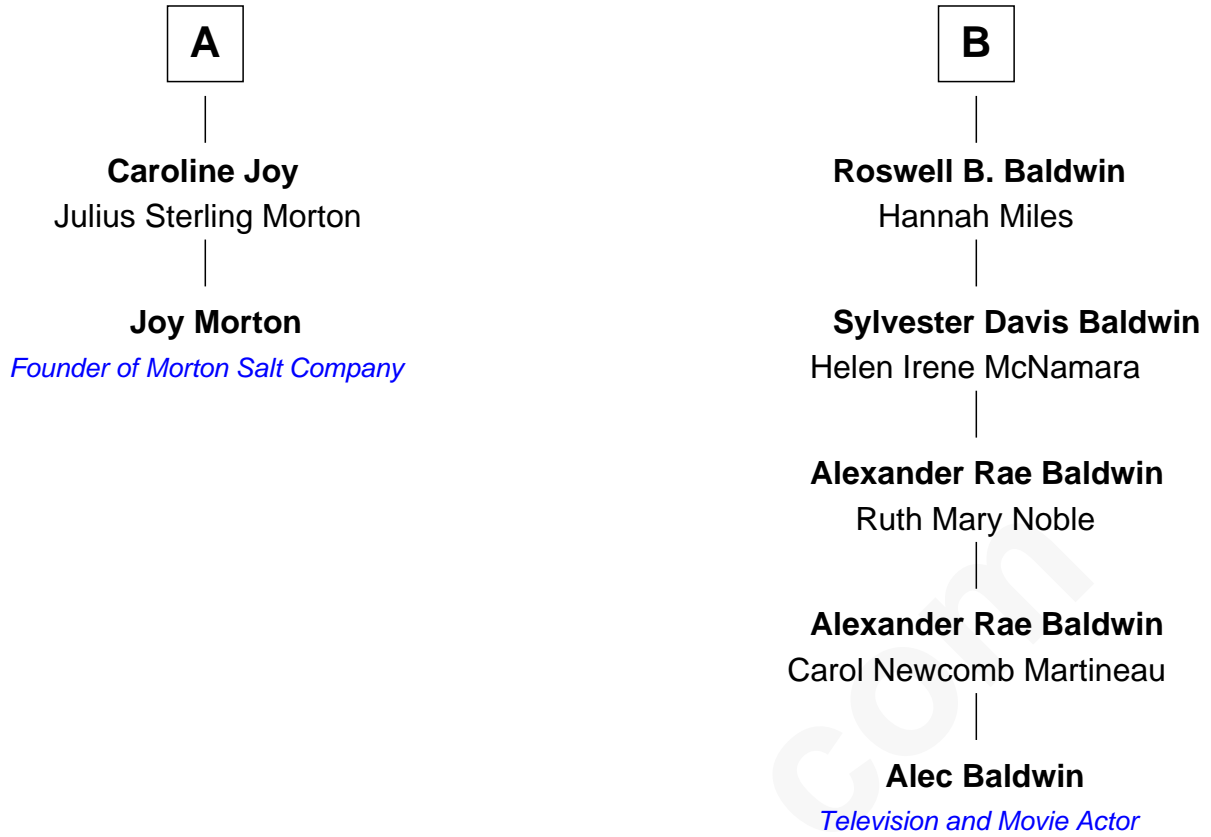 A
Caroline Joy
Julius Sterling Morton
Joy Morton
Founder of Morton Salt Company
B
Roswell B. Baldwin
Hannah Miles
Sylvester Davis Baldwin
Helen Irene McNamara
Alexander Rae Baldwin
Ruth Mary Noble
Alexander Rae Baldwin
Carol Newcomb Martineau
Alec Baldwin
Television and Movie Actor
com